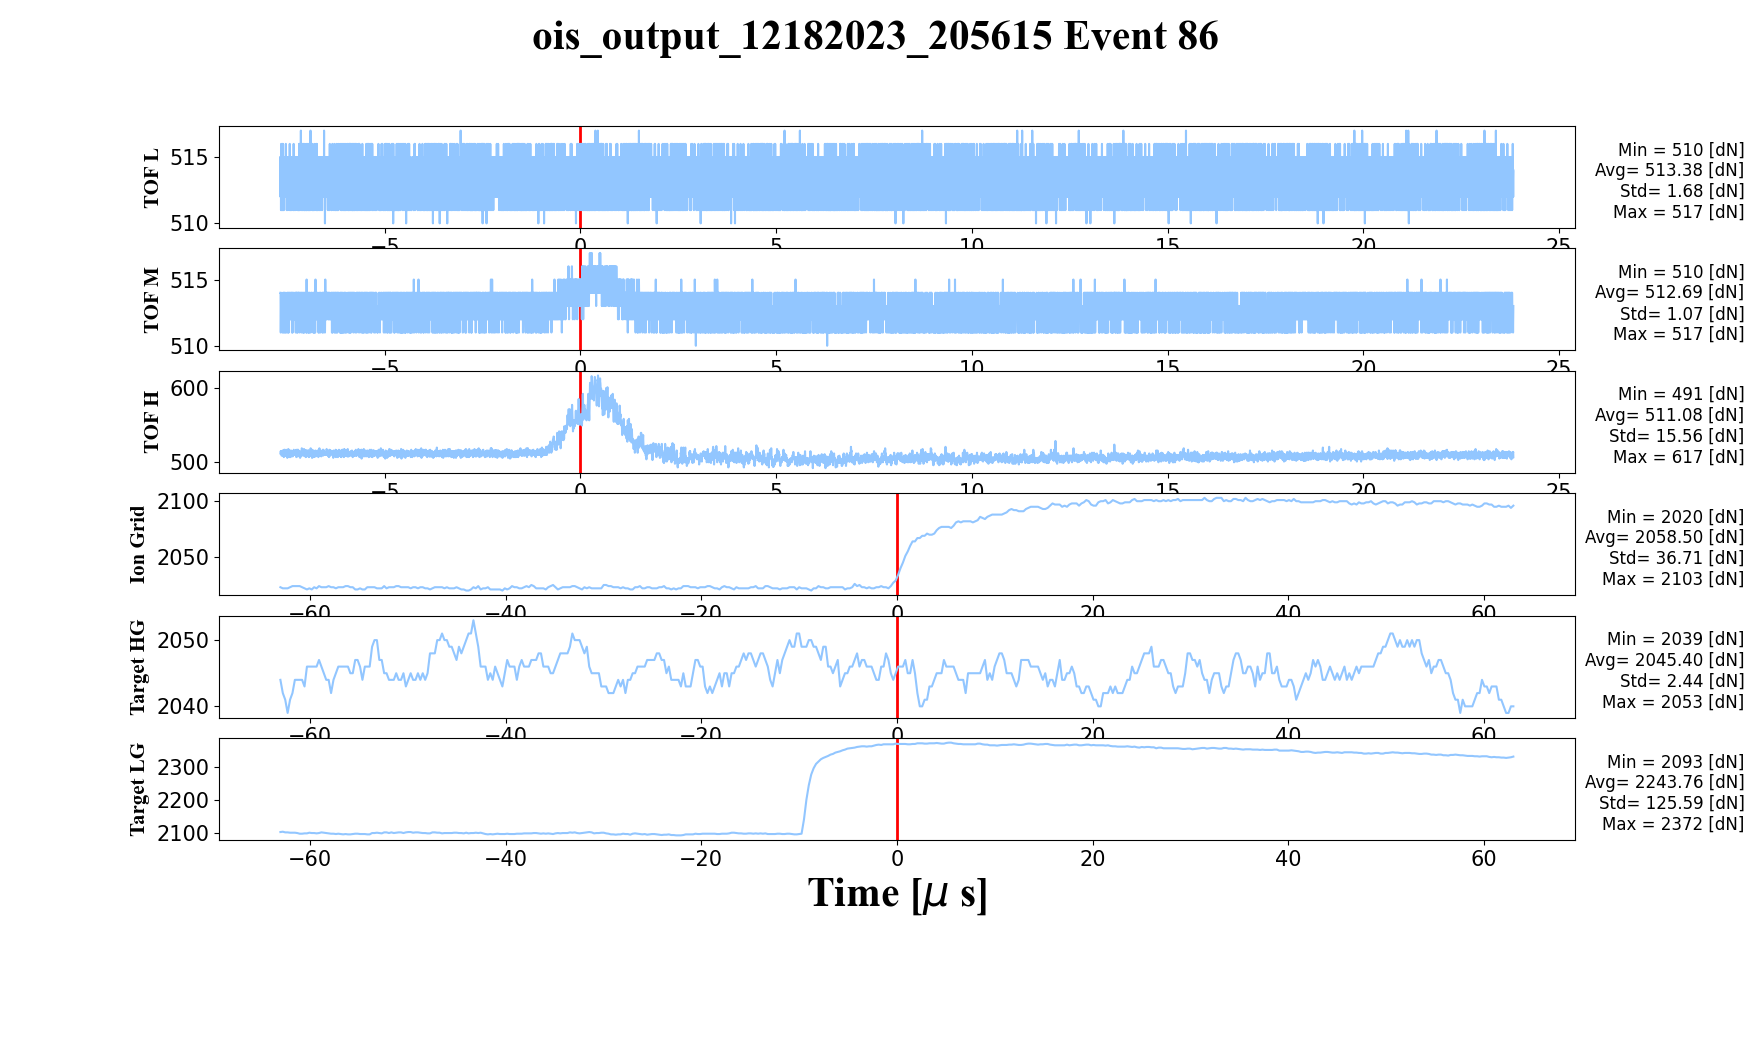 ois_output_12182023_205615 Event 86
TOF L
515
510
−5
0
5
10
15
20
25
Min = 510 [dN]
Avg= 513.38 [dN]
Std= 1.68 [dN]
Max = 517 [dN]
TOF M
515
510
−5
0
5
10
15
20
25
Min = 510 [dN]
Avg= 512.69 [dN]
Std= 1.07 [dN]
Max = 517 [dN]
TOF H
600
500
−5
0
5
10
15
20
25
Min = 491 [dN]
Avg= 511.08 [dN]
Std= 15.56 [dN]
Max = 617 [dN]
Ion Grid
2100
2050
−60
−40
−20
0
20
40
60
Min = 2020 [dN]
Avg= 2058.50 [dN]
Std= 36.71 [dN]
Max = 2103 [dN]
Target HG
2050
2040
−60
−40
−20
0
20
40
60
Min = 2039 [dN]
Avg= 2045.40 [dN]
Std= 2.44 [dN]
Max = 2053 [dN]
Target LG
2300
2200
2100
−60
−40
−20
0
20
40
60
Min = 2093 [dN]
Avg= 2243.76 [dN]
Std= 125.59 [dN]
Max = 2372 [dN]
Time [μ s]